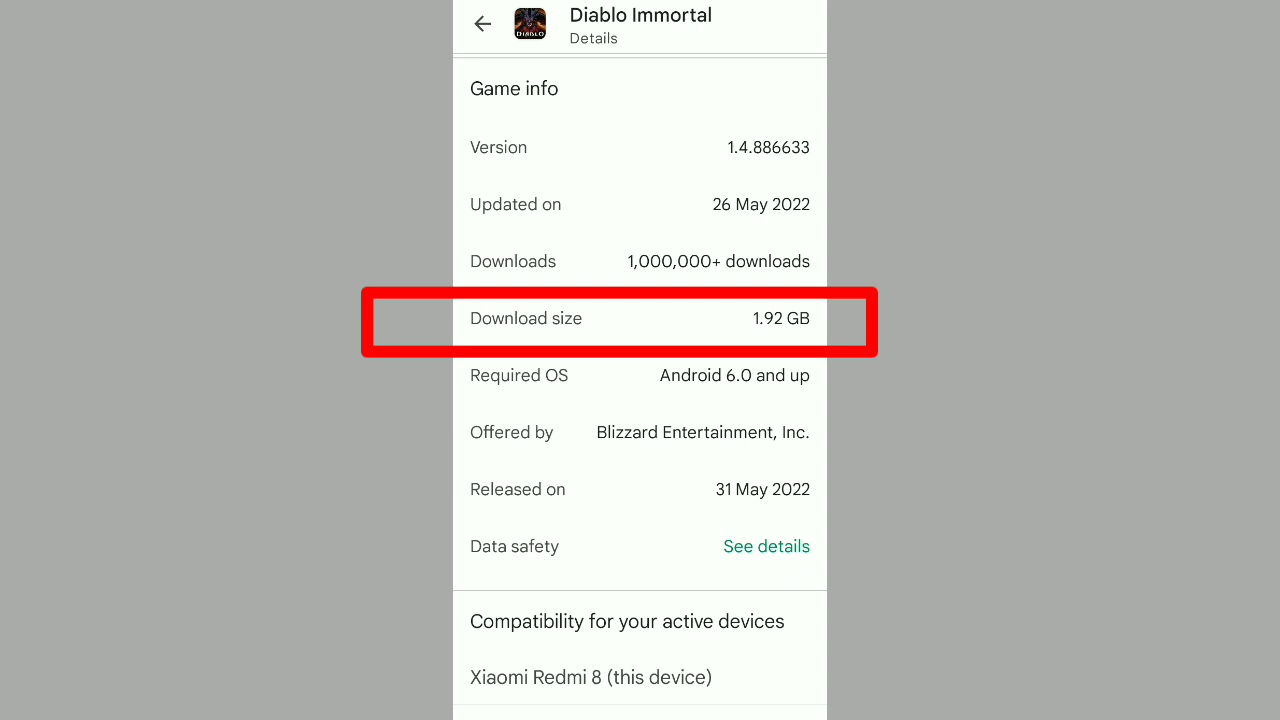 Diablo Immortal
Details
DIABLO
Game info
Version 1.4.886633
Updated on 26 May 2022
Downloads 1,000,000+ downloads
Download size 1.92 GB
Required OS Android 6.0 and up
Offered by Blizzard Entertainment, Inc.
Released on 31 May 2022
Data safety See details
Compatibility for your active devices
Xiaomi Redmi 8 (this device)